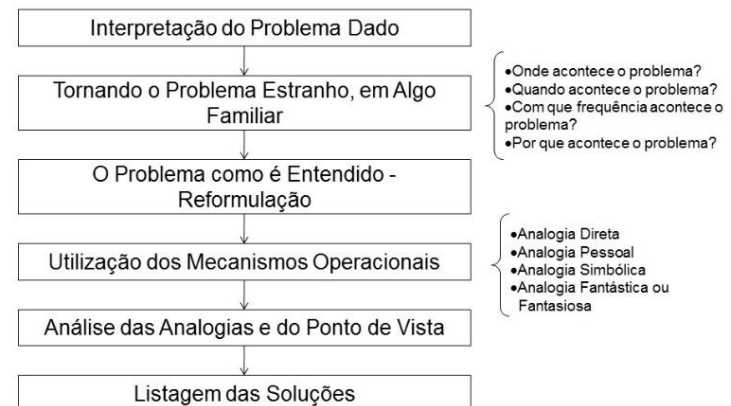 Interpretação do Problema Dado
Tornando o Problema Estranho, em Algo
Familiar
•Onde acontece o problema?
•Quando acontece o problema?
•Com que frequência acontece o
problema?
•Por que acontece o problema?
O Problema como é Entendido -
Reformulação
Utilização dos Mecanismos Operacionais
•Analogia Direta
•Analogia Pessoal
•Analogia Simbólica
•Analogia Fantástica ou
Fantasiosa
Análise das Analogias e do Ponto de Vista
Listagem das Soluções